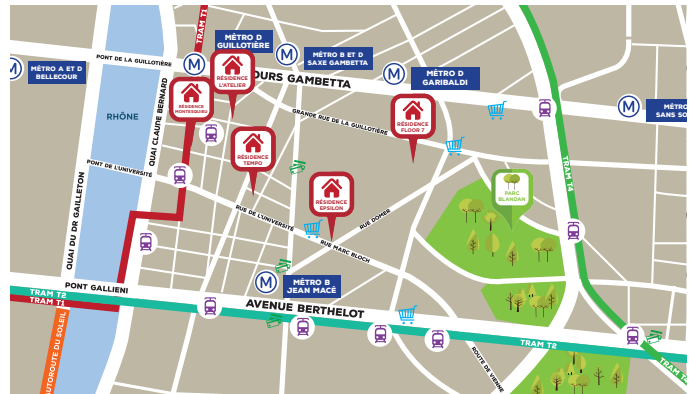 TRAM T1
MÉTRO D
GUILLOTIÈRE
MÉTRO B ET D
SAXE GAMBETTA
PONT DE LA GUILLOTIÈRE
M
M
M
M
M
MÉTRO A ET D
BELLECOUR
MÉTRO D
GARIBALDI
RÉSIDENCE
L'ATELIER
OURS GAMBETTA
RÉSIDENCE
MONTESQUIEU
MÉTRO
SANS SO
RHÔNE
QUAI CLAUDE BERNARD
GRANDE RUE DE LA GUILLOTIÈRE
RÉSIDENCE
FLOOR 7
RÉSIDENCE
TEMPO
PONT DE L'UNIVERSITÉ
TRAM T4
QUAI DU DR GAILLETON
RÉSIDENCE
EPSILON
PARC
BLANDAN
RUE DE L'UNIVERSITÉ
RUE DOMER
RUE MARC BLOCH
M
MÉTRO B
JEAN MACÉ
PONT GALLIENI
TRAM T2
TRAM T1
AVENUE BERTHELOT
AUTOROUTE DU SOLEIL
TRAM T2
ROUTE DE VIENNE
TRAM T4